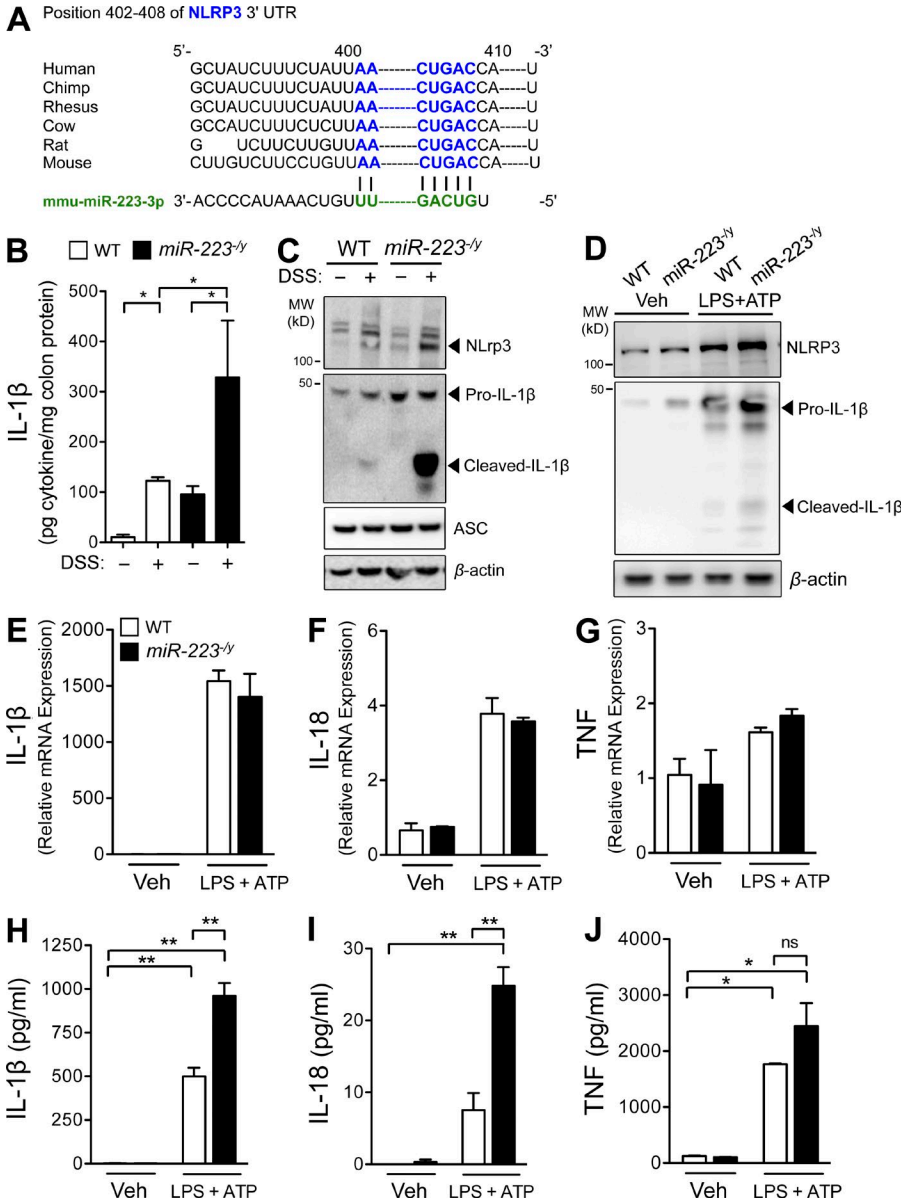 A Position 402-408 of NLRP3 3' UTR
5'- 400 410 -3'
Human GCUAUCUUUCUAUUAA-------CUGACCA-----U
Chimp GCUAUCUUUCUAUUAA-------CUGACCA-----U
Rhesus GCUAUCUUUCUAUUAA-------CUGACCA-----U
Cow GCCAUCUUUCUCUUAA-------CUGACCA-----U
Rat G UCUUCUUGUUAA-------CUGACCA-----U
Mouse CUUGUCUUCCUGUUAA-------CUGACCA----U
mmu-miR-223-3p 3'-ACCCCAUAAACUGUUU-------GACUGU -5'
B WT miR-223-/y
IL-1β
(pg cytokine/mg colon protein)
500
400
300
200
100
0
* * *
DSS: – + – +
C WT miR-223-/y
DSS: – + – +
MW
(kD)
100
50
NLrp3
Pro-IL-1β
Cleaved-IL-1β
ASC
β-actin
D WT miR-223-/y WT miR-223-/y
Veh LPS+ATP
MW
(kD)
100
50
NLRP3
Pro-IL-1β
Cleaved-IL-1β
β-actin
E WT
miR-223-/y
IL-1β
(Relative mRNA Expression)
2000
1500
1000
500
0
Veh LPS + ATP
F
IL-18
(Relative mRNA Expression)
6
4
2
0
Veh LPS + ATP
G
TNF
(Relative mRNA Expression)
3
2
1
0
Veh LPS + ATP
H
IL-1β (pg/ml)
1250
1000
750
500
250
0
** ** **
Veh LPS + ATP
I
IL-18 (pg/ml)
30
20
10
0
** **
Veh LPS + ATP
J
TNF (pg/ml)
4000
3000
2000
1000
0
ns
*
*
Veh LPS + ATP